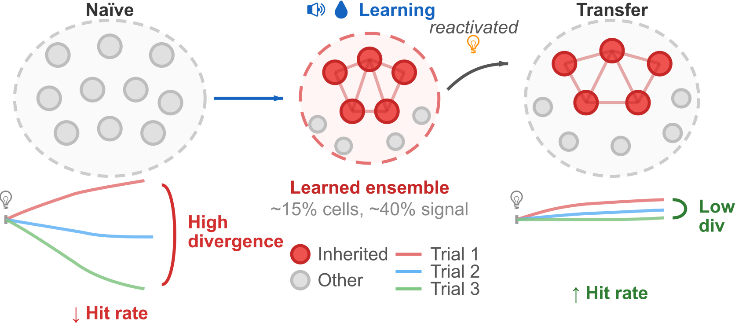 Naïve
Learning
Transfer
reactivated
Learned ensemble
~15% cells, ~40% signal
High
divergence
Low
div
Inherited
Other
Trial 1
Trial 2
Trial 3
↓ Hit rate
↑ Hit rate